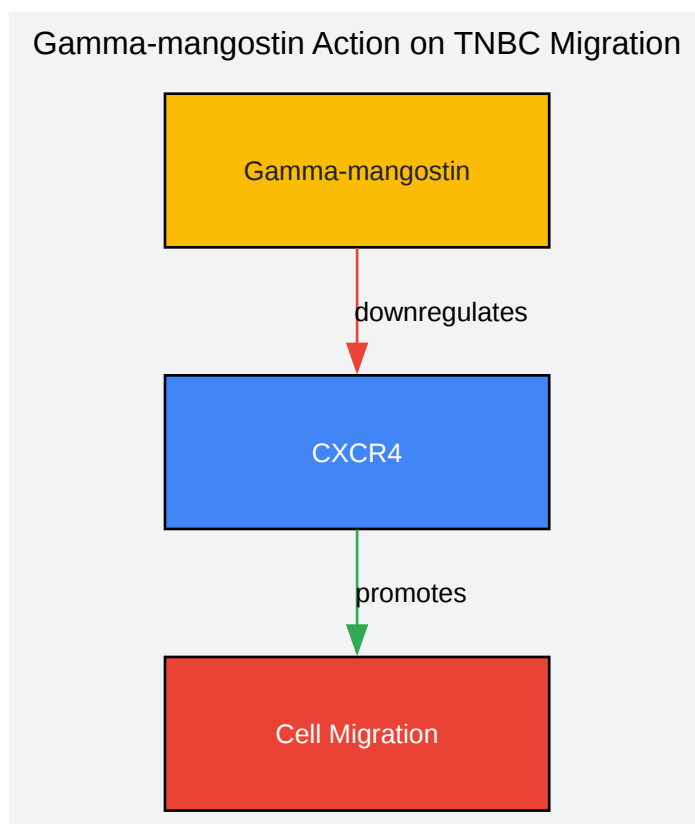 Gamma-mangostin Action on TNBC Migration
Gamma-mangostin
downregulates
CXCR4
promotes
Cell Migration